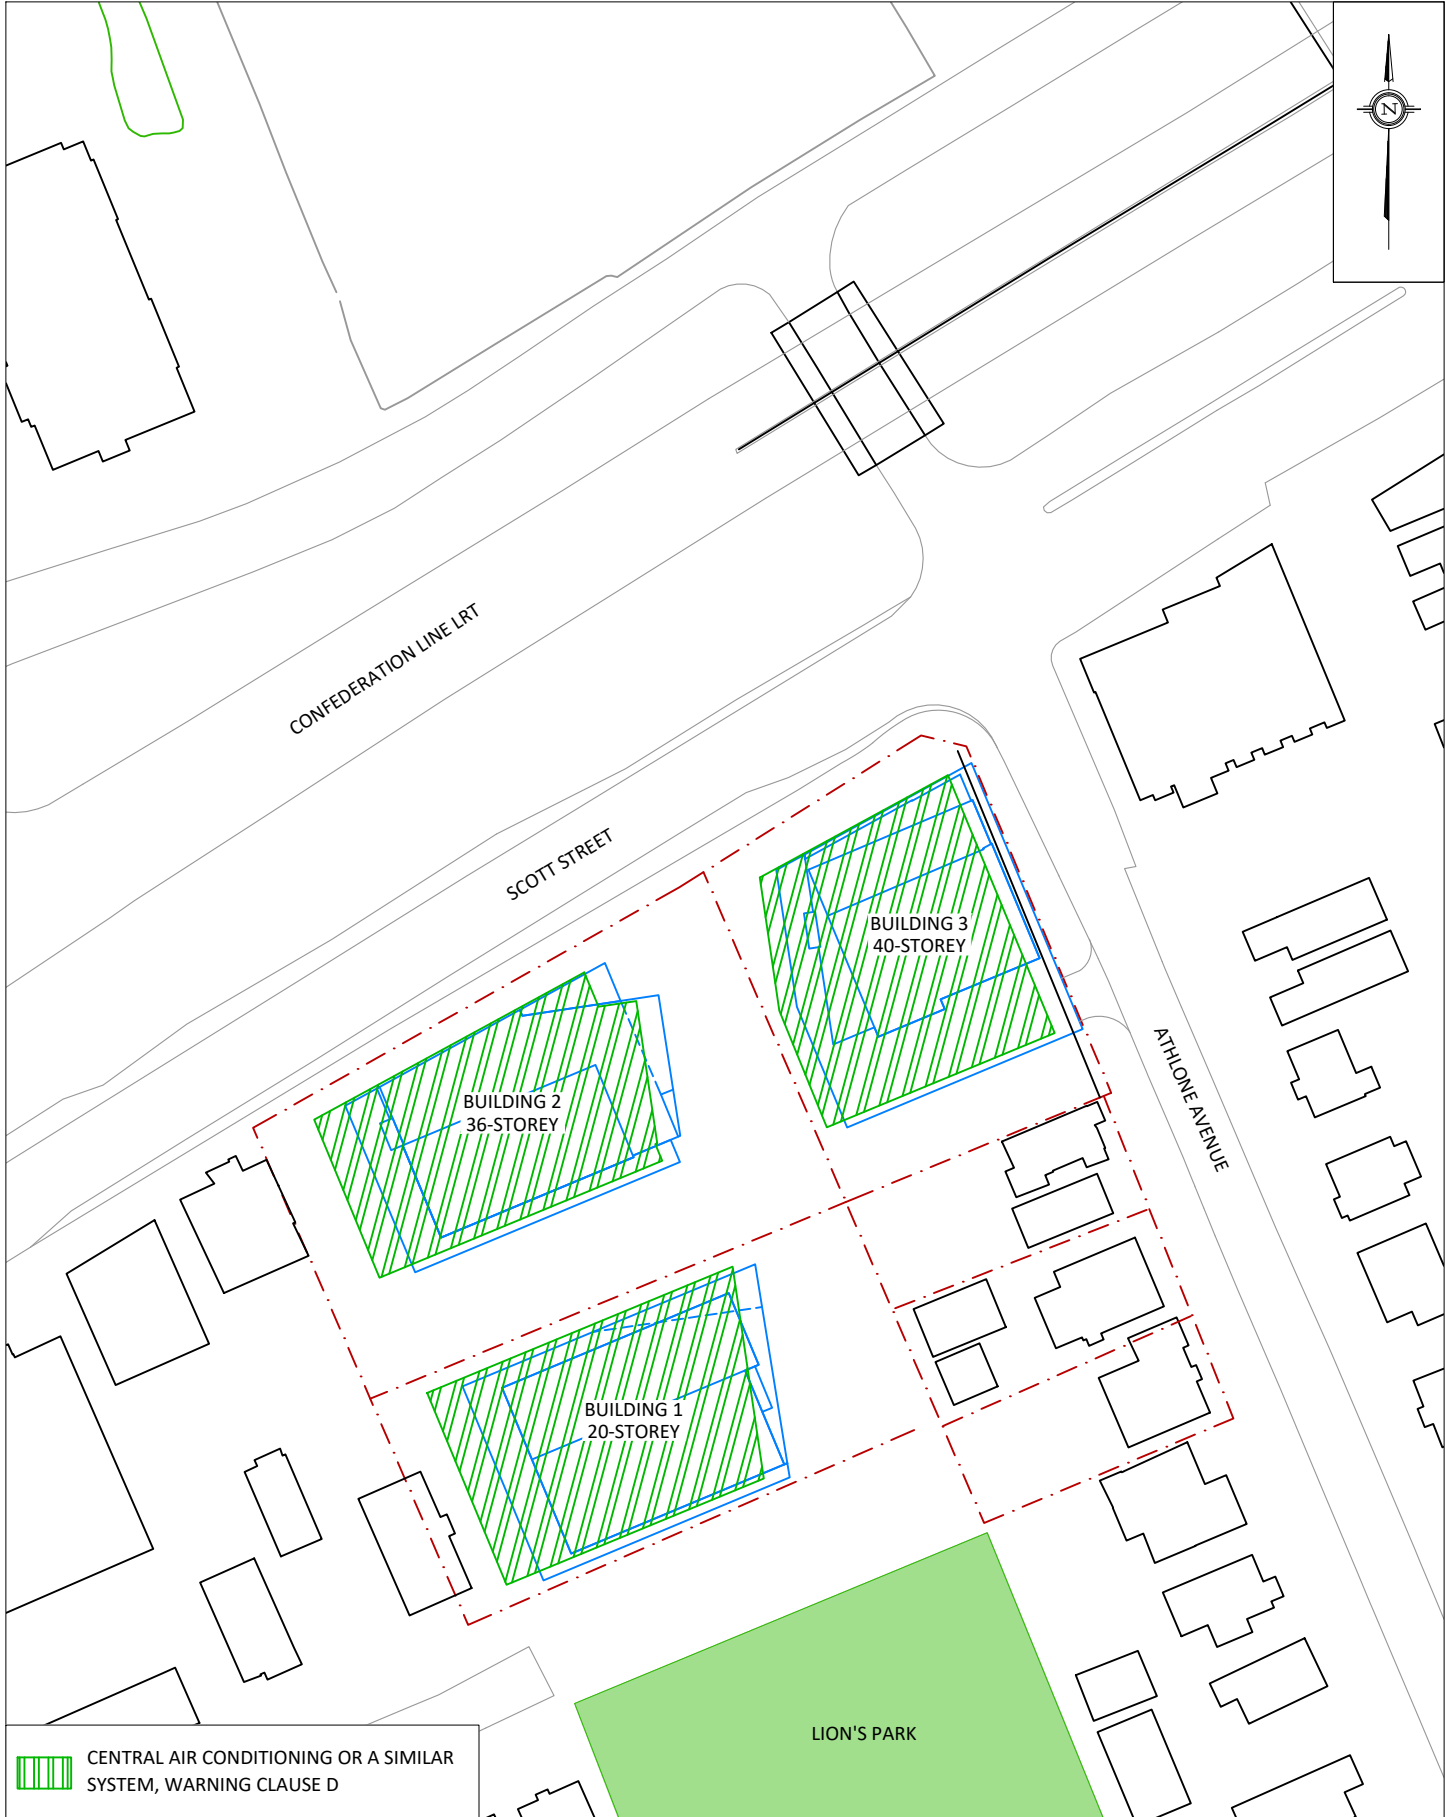 N
CONFEDERATION LINE LRT
SCOTT STREET
BUILDING 3
40-STOREY
BUILDING 2
36-STOREY
ATHLONE AVENUE
BUILDING 1
20-STOREY
LION'S PARK
CENTRAL AIR CONDITIONING OR A SIMILAR
SYSTEM, WARNING CLAUSE D